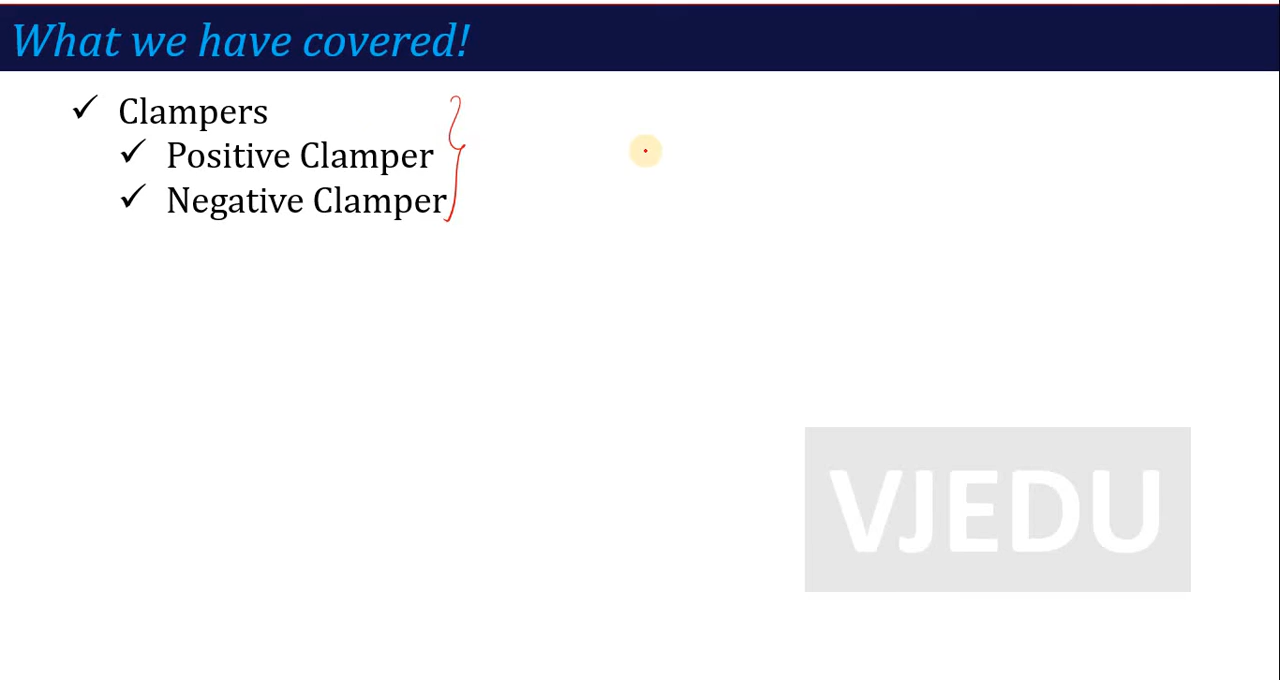 What we have covered!
✓ Clampers
✓ Positive Clamper
✓ Negative Clamper
VJEDU